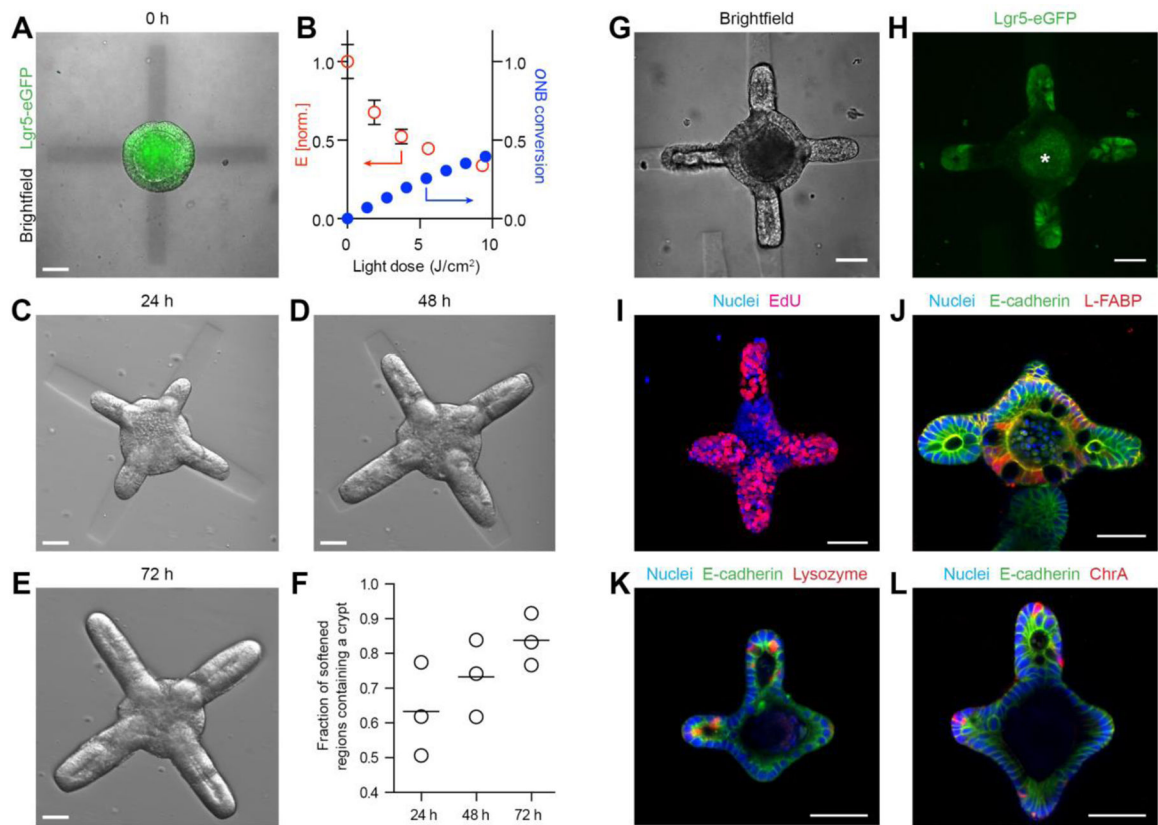 A
0 h
Brightfield Lgr5-eGFP
B
1.0
0.5
0.0
E [norm.]
1.0
0.5
0.0
oNB conversion
0 5 10
Light dose (J/cm²)
C
24 h
D
48 h
E
72 h
F
1.0
0.9
0.8
0.7
0.6
0.5
0.4
Fraction of softened
regions containing a crypt
24 h 48 h 72 h
G
Brightfield
H
Lgr5-eGFP
*
I
Nuclei EdU
J
Nuclei E-cadherin L-FABP
K
Nuclei E-cadherin Lysozyme
L
Nuclei E-cadherin ChrA